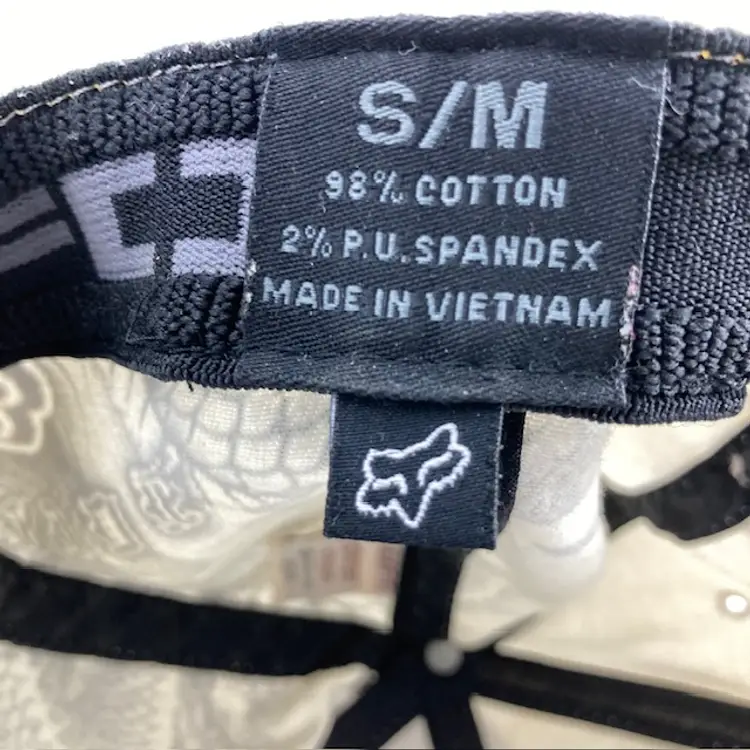 S/M
98% COTTON
2% P.U.SPANDEX
MADE IN VIETNAM